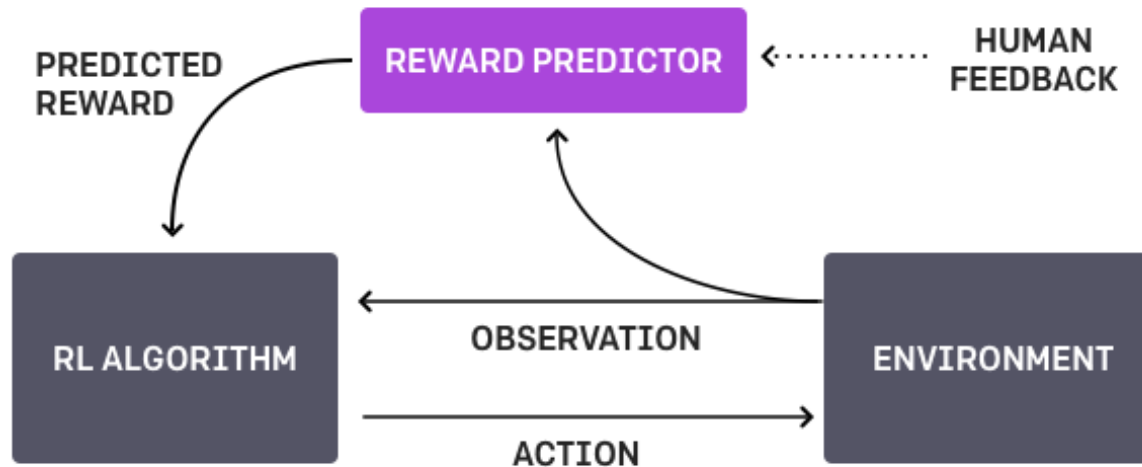 PREDICTED
REWARD
REWARD PREDICTOR
HUMAN
FEEDBACK
RL ALGORITHM
OBSERVATION
ENVIRONMENT
ACTION